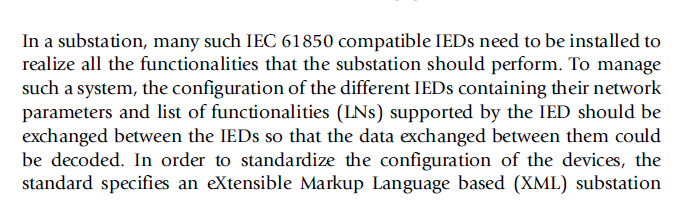 In a substation, many such IEC 61850 compatible IEDs need to be installed to
realize all the functionalities that the substation should perform. To manage
such a system, the configuration of the different IEDs containing their network
parameters and list of functionalities (LNs) supported by the IED should be
exchanged between the IEDs so that the data exchanged between them could
be decoded. In order to standardize the configuration of the devices, the
standard specifies an eXtensible Markup Language based (XML) substation